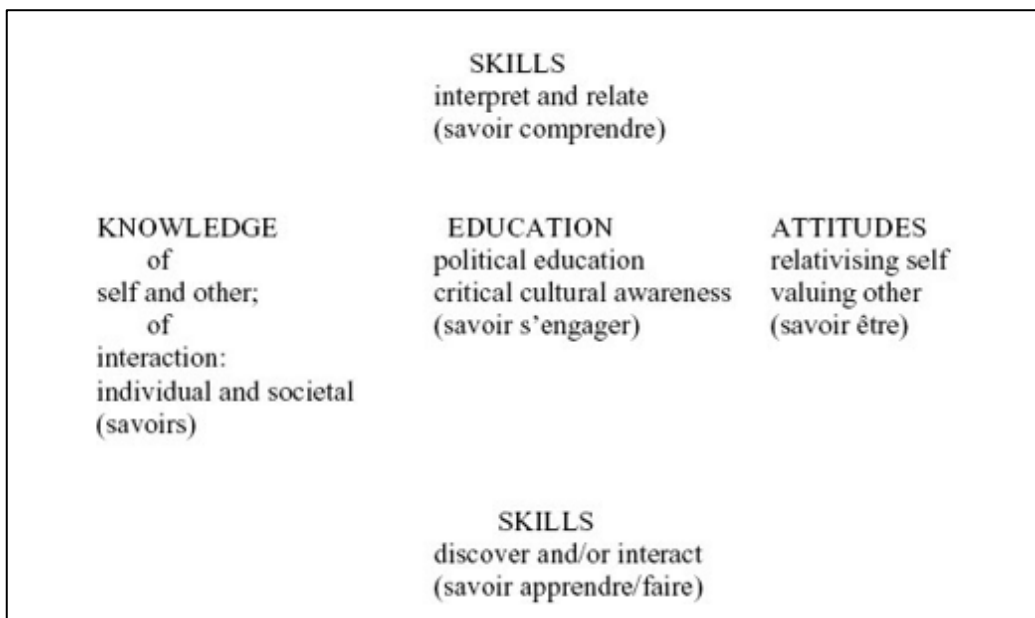 SKILLS
interpret and relate
(savoir comprendre)
KNOWLEDGE
of
self and other;
of
interaction:
individual and societal
(savoirs)
EDUCATION
political education
critical cultural awareness
(savoir s'engager)
ATTITUDES
relativising self
valuing other
(savoir être)
SKILLS
discover and/or interact
(savoir apprendre/faire)